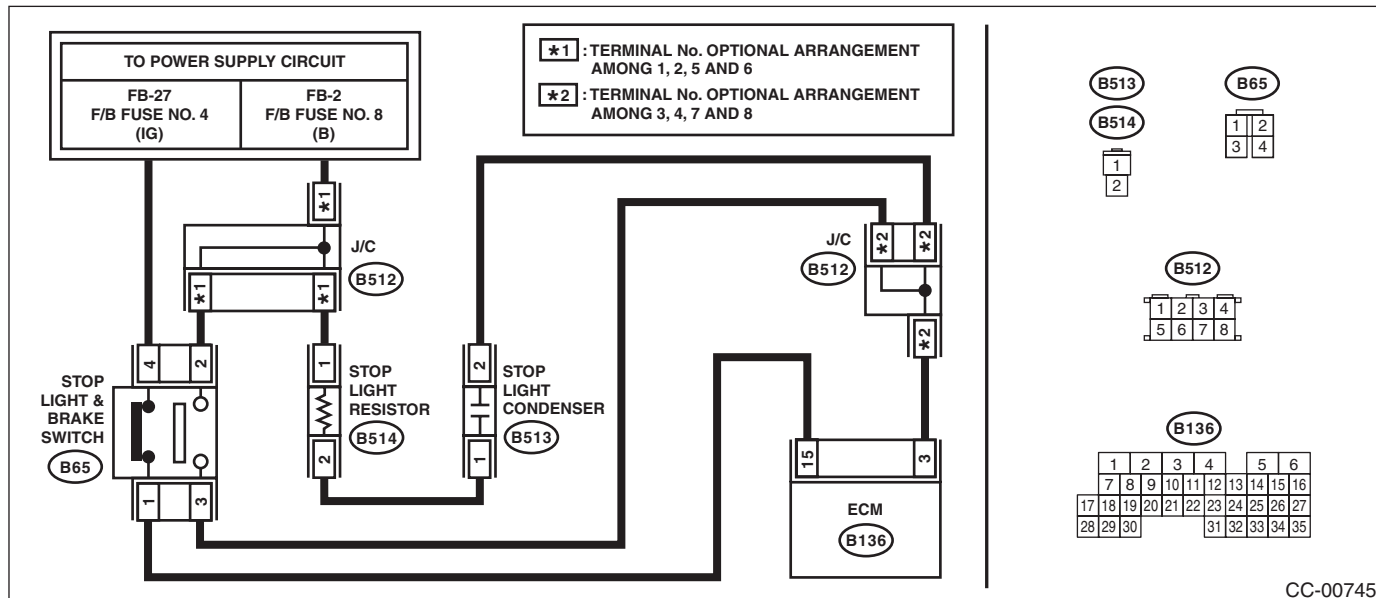 TO POWER SUPPLY CIRCUIT
FB-27
F/B FUSE NO. 4
(IG)
FB-2
F/B FUSE NO. 8
(B)
*1 : TERMINAL No. OPTIONAL ARRANGEMENT
AMONG 1, 2, 5 AND 6
*2 : TERMINAL No. OPTIONAL ARRANGEMENT
AMONG 3, 4, 7 AND 8
*1
J/C
B512
*1 *1
*2 *2
J/C
B512
*2
4 2
STOP
LIGHT &
BRAKE
SWITCH
B65
1 3
1
STOP
LIGHT
RESISTOR
B514
2
2
STOP
LIGHT
CONDENSER
B513
1
15 3
ECM
B136
B513
B514
1
2
B65
1 2
3 4
B512
1 2 3 4
5 6 7 8
B136
1 2 3 4 5 6
7 8 9 10 11 12 13 14 15 16
17 18 19 20 21 22 23 24 25 26 27
28 29 30 31 32 33 34 35
CC-00745